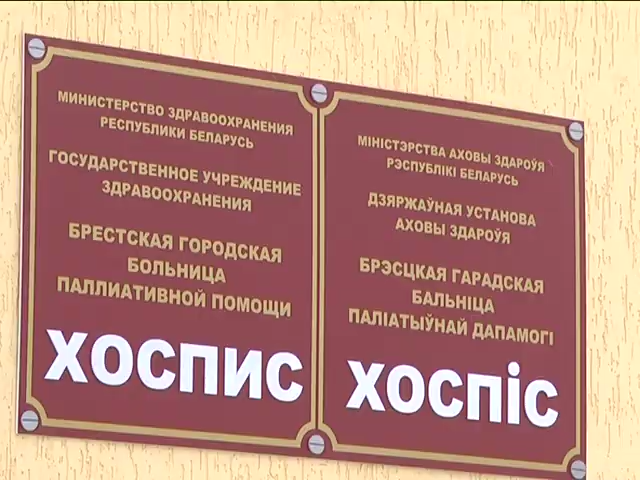 МИНИСТЕРСТВО ЗДРАВООХРАНЕНИЯ
РЕСПУБЛИКИ БЕЛАРУСЬ
ГОСУДАРСТВЕННОЕ УЧРЕЖДЕНИЕ
ЗДРАВООХРАНЕНИЯ
БРЕСТСКАЯ ГОРОДСКАЯ
БОЛЬНИЦА
ПАЛЛИАТИВНОЙ ПОМОЩИ
ХОСПИС
МІНІСТЭРСТВА АХОВЫ ЗДАРОЎЯ
РЭСПУБЛІКІ БЕЛАРУСЬ
ДЗЯРЖАЎНАЯ УСТАНОВА
АХОВЫ ЗДАРОЎЯ
БРЭСЦКАЯ ГАРАДСКАЯ
БАЛЬНІЦА
ПАЛІАТЫЎНАЙ ДАПАМОГІ
ХОСПІС